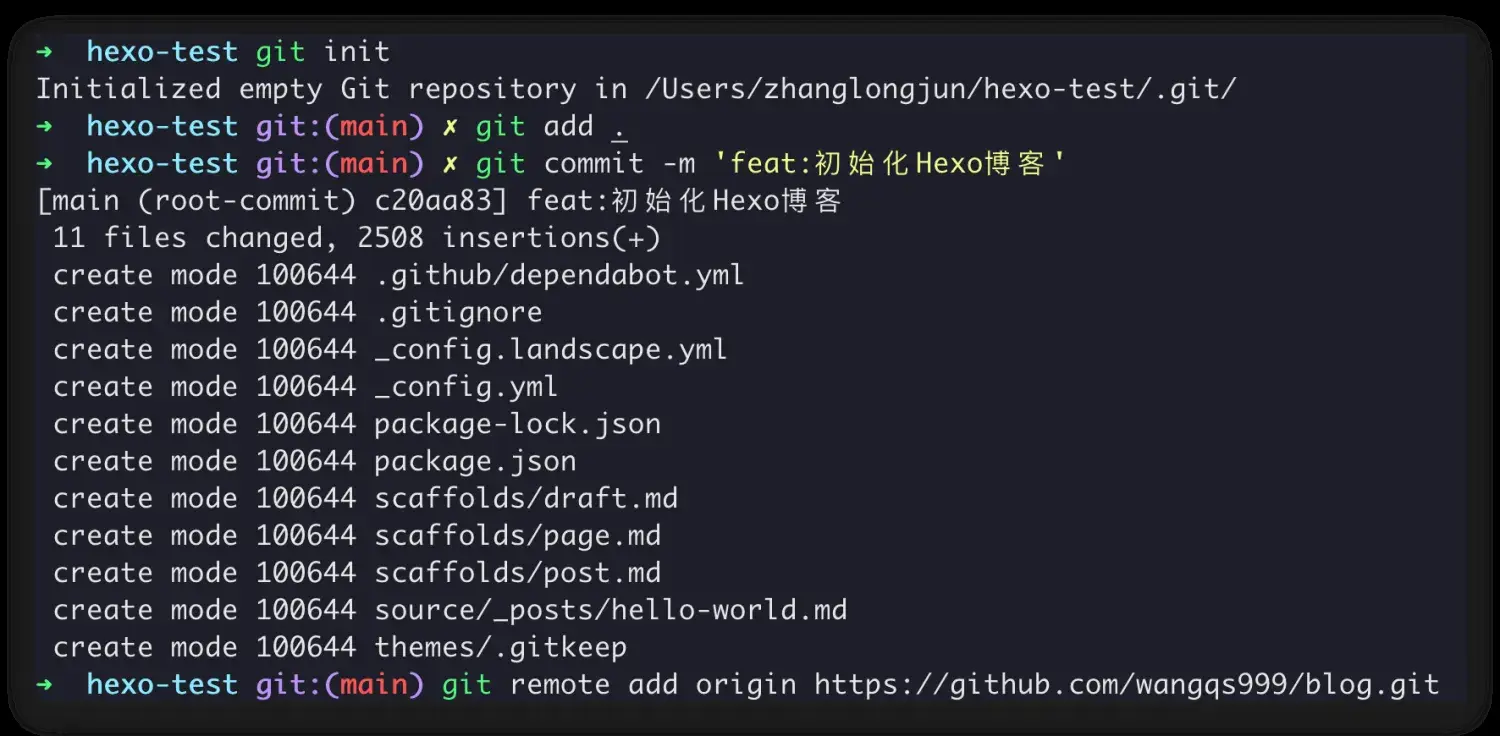 ➜ hexo-test git init
Initialized empty Git repository in /Users/zhanglongjun/hexo-test/.git/
➜ hexo-test git:(main) ✗ git add .
➜ hexo-test git:(main) ✗ git commit -m 'feat:初始化Hexo博客'
[main (root-commit) c20aa83] feat:初始化Hexo博客
 11 files changed, 2508 insertions(+)
 create mode 100644 .github/dependabot.yml
 create mode 100644 .gitignore
 create mode 100644 _config.landscape.yml
 create mode 100644 _config.yml
 create mode 100644 package-lock.json
 create mode 100644 package.json
 create mode 100644 scaffolds/draft.md
 create mode 100644 scaffolds/page.md
 create mode 100644 scaffolds/post.md
 create mode 100644 source/_posts/hello-world.md
 create mode 100644 themes/.gitkeep
➜ hexo-test git:(main) git remote add origin https://github.com/wangqs999/blog.git